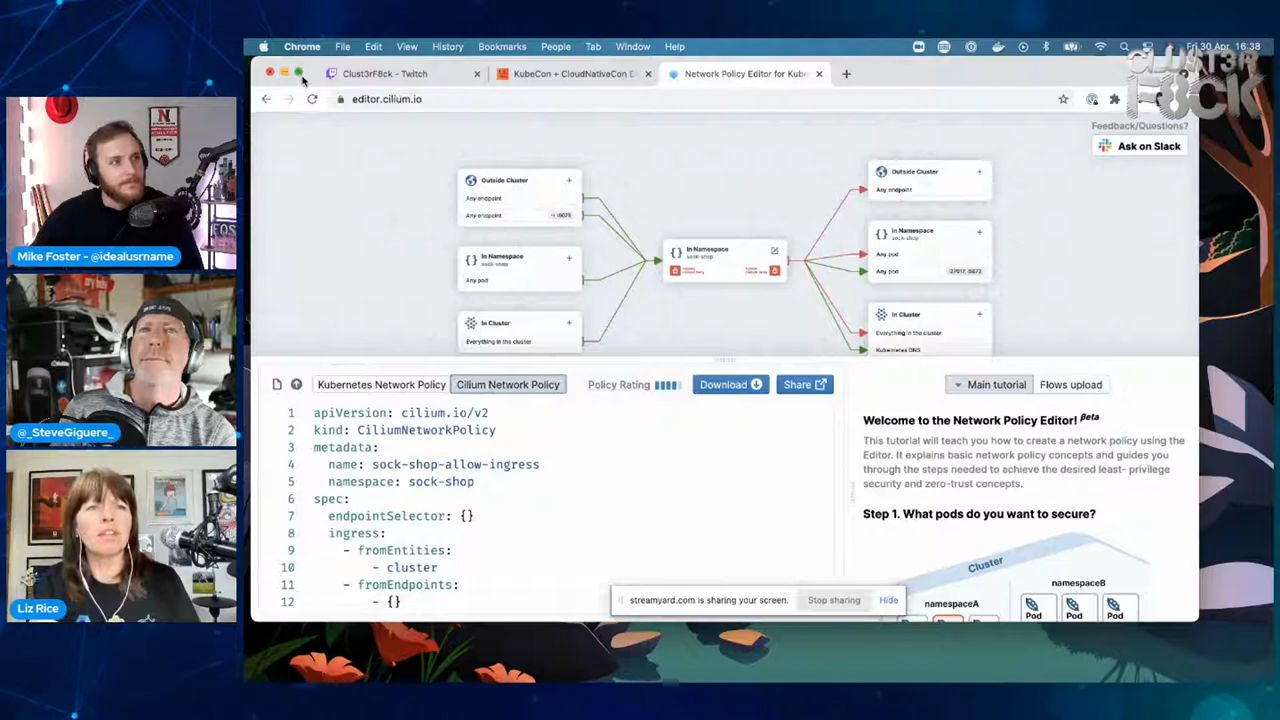 Chrome File Edit View History Bookmarks People Tab Window Help
Fri 30 Apr 16:38
CLUST3R
F8CK
Clust3rF8ck - Twitch
KubeCon + CloudNativeCon E
Network Policy Editor for Kube
editor.cilium.io
Feedback/Questions?
Ask on Slack
Outside Cluster
Any endpoint
Any endpoint
In Namespace
sock-shop
Any pod
In Cluster
Everything in the cluster
In Namespace
sock-shop
Outside Cluster
Any endpoint
In Namespace
sock-shop
Any pod
Any pod
In Cluster
Everything in the cluster
Kubernetes DNS
Kubernetes Network Policy
Cilium Network Policy
Policy Rating
Download
Share
Main tutorial
Flows upload
1 apiVersion: cilium.io/v2
2 kind: CiliumNetworkPolicy
3 metadata:
4 name: sock-shop-allow-ingress
5 namespace: sock-shop
6 spec:
7 endpointSelector: {}
8 ingress:
9 - fromEntities:
10 - cluster
11 - fromEndpoints:
12 - {}
Welcome to the Network Policy Editor! βeta
This tutorial will teach you how to create a network policy using the
Editor. It explains basic network policy concepts and guides you
through the steps needed to achieve the desired least- privilege
security and zero-trust concepts.
Step 1. What pods do you want to secure?
Cluster
namespaceA
namespaceB
Pod Pod Pod
streamyard.com is sharing your screen.
Stop sharing
Hide
Mike Foster - @idealusrname
@_SteveGiguere_
Liz Rice